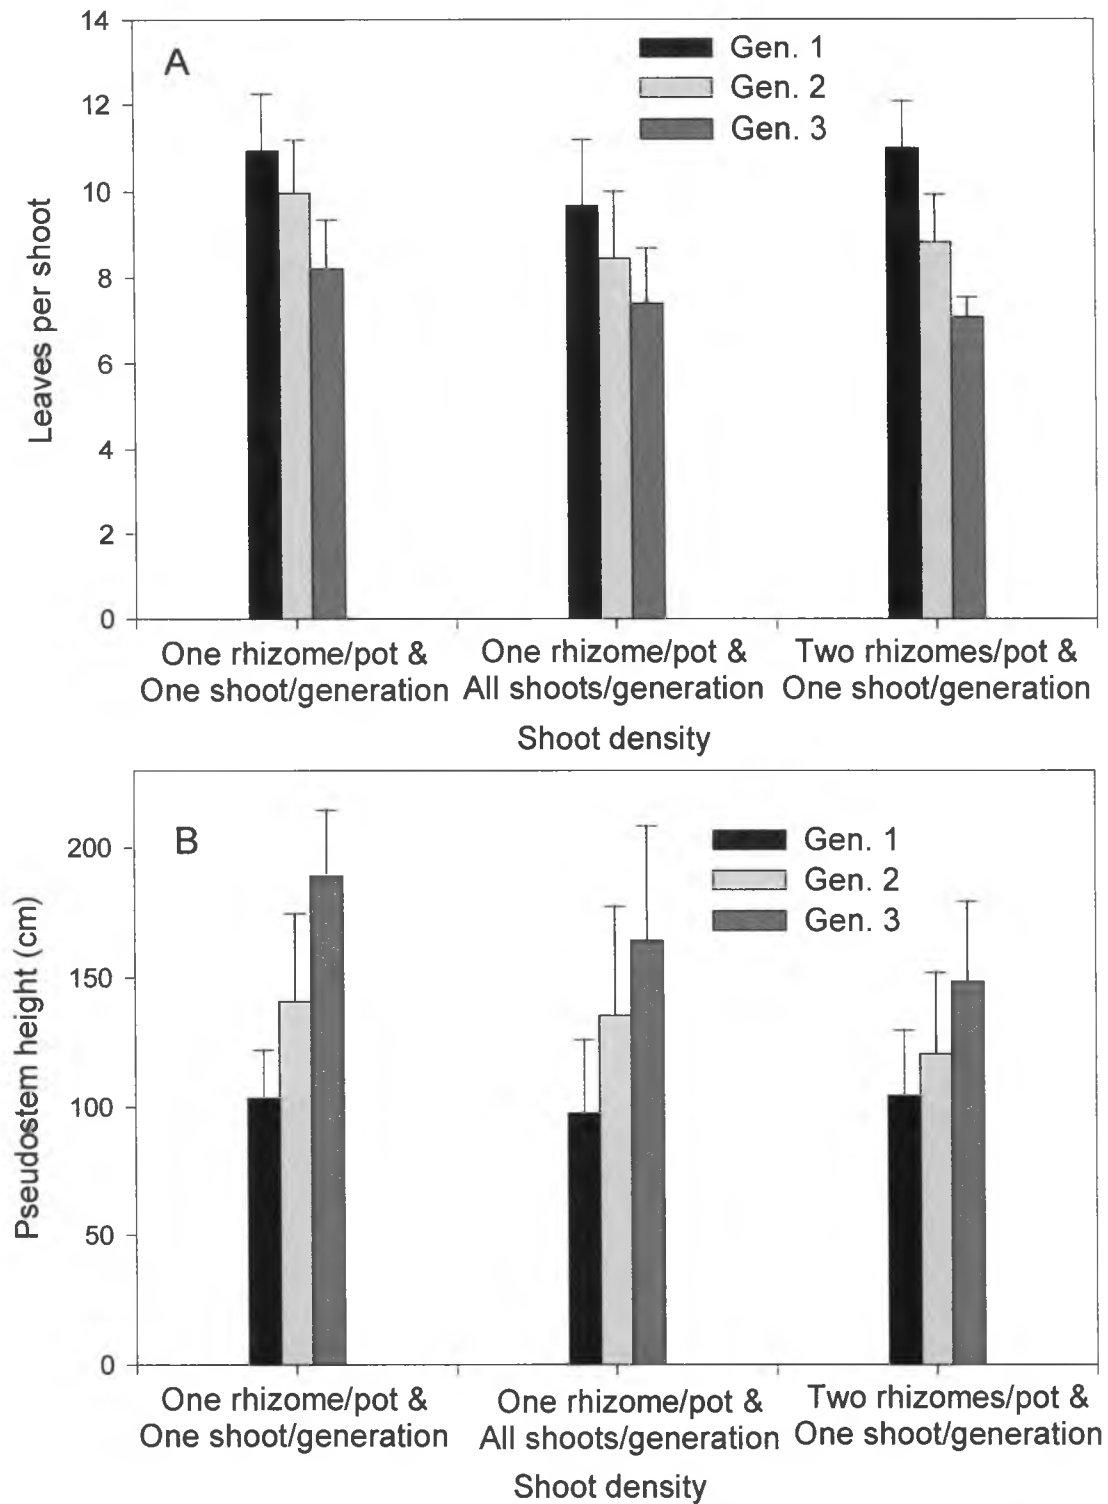 14
12
10
8
6
4
2
0
Leaves per shoot
A
Gen. 1
Gen. 2
Gen. 3
One rhizome/pot &
One shoot/generation
One rhizome/pot &
All shoots/generation
Two rhizomes/pot &
One shoot/generation
Shoot density
200
150
100
50
0
Pseudostem height (cm)
B
Gen. 1
Gen. 2
Gen. 3
One rhizome/pot &
One shoot/generation
One rhizome/pot &
All shoots/generation
Two rhizomes/pot &
One shoot/generation
Shoot density